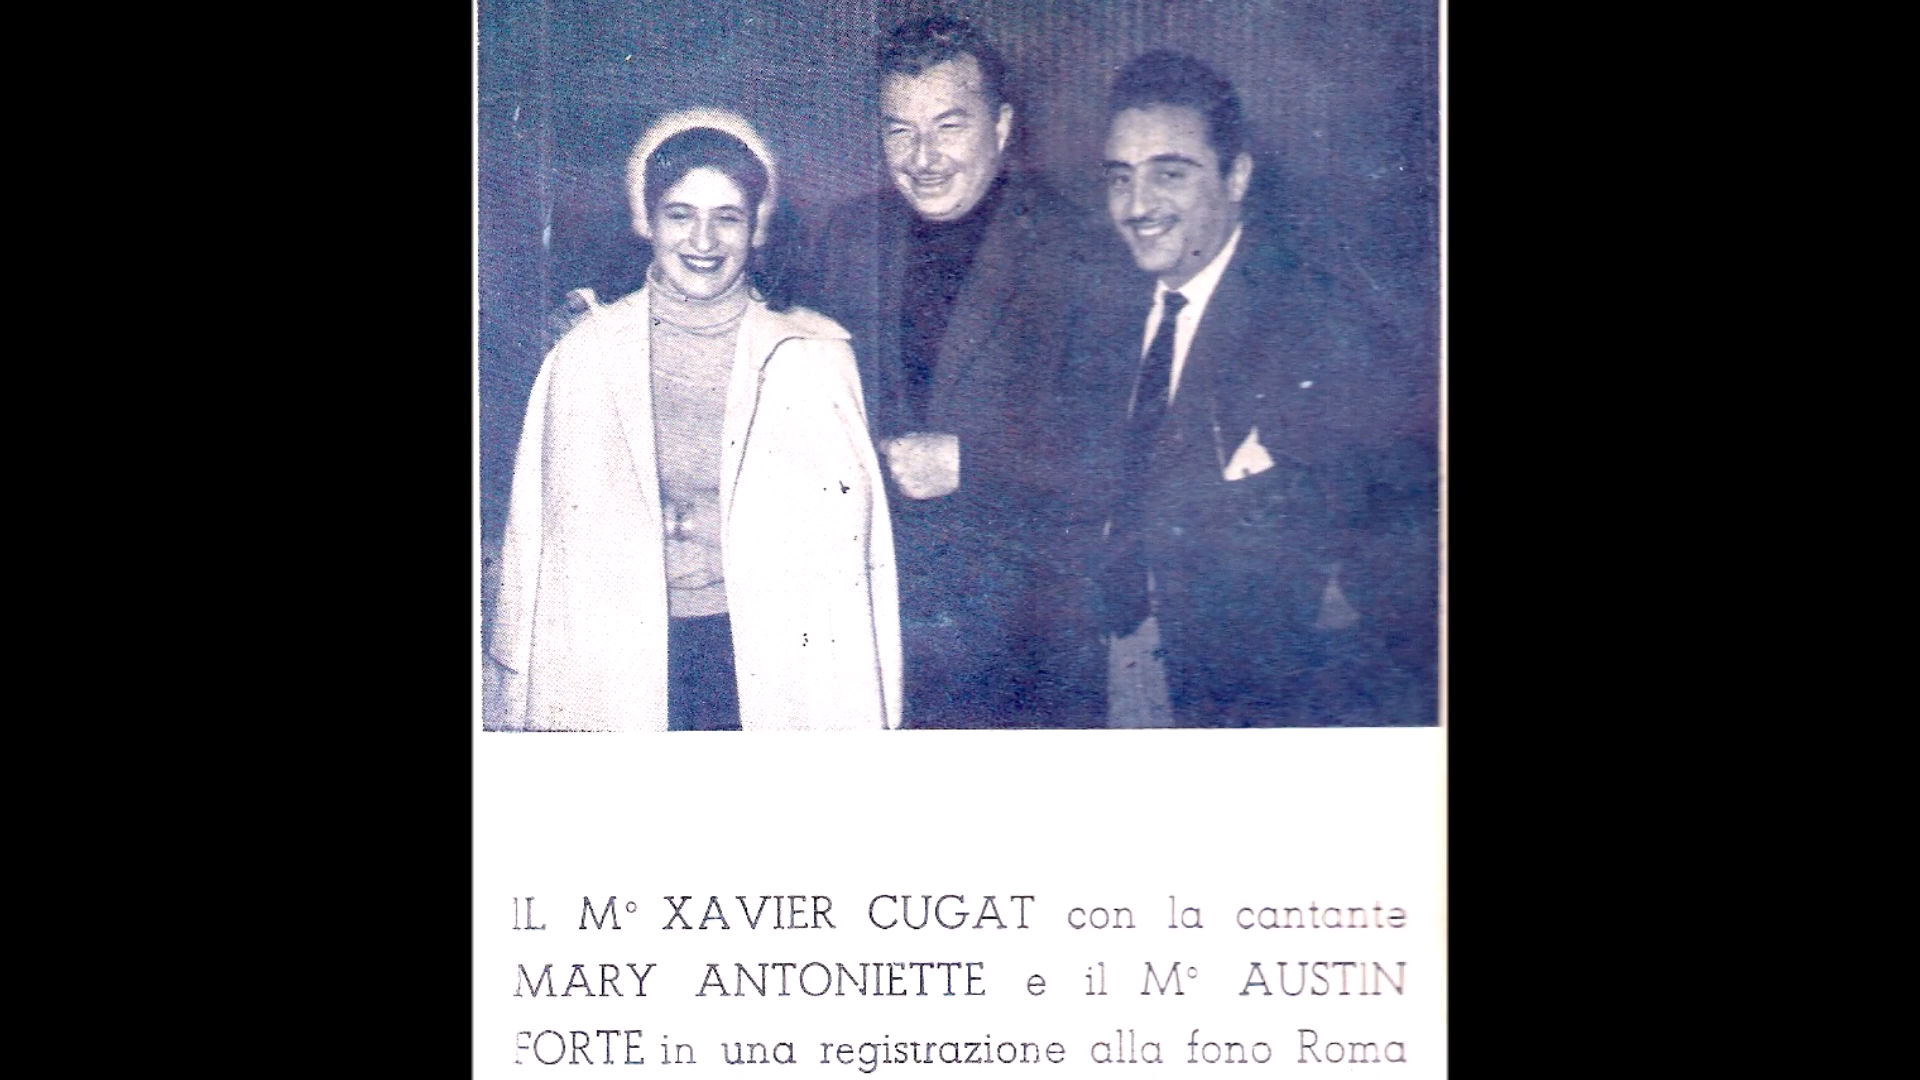 IL M° XAVIER CUGAT con la cantante
MARY ANTONIETTE e il M° AUSTIN
FORTE in una registrazione alla fono Roma